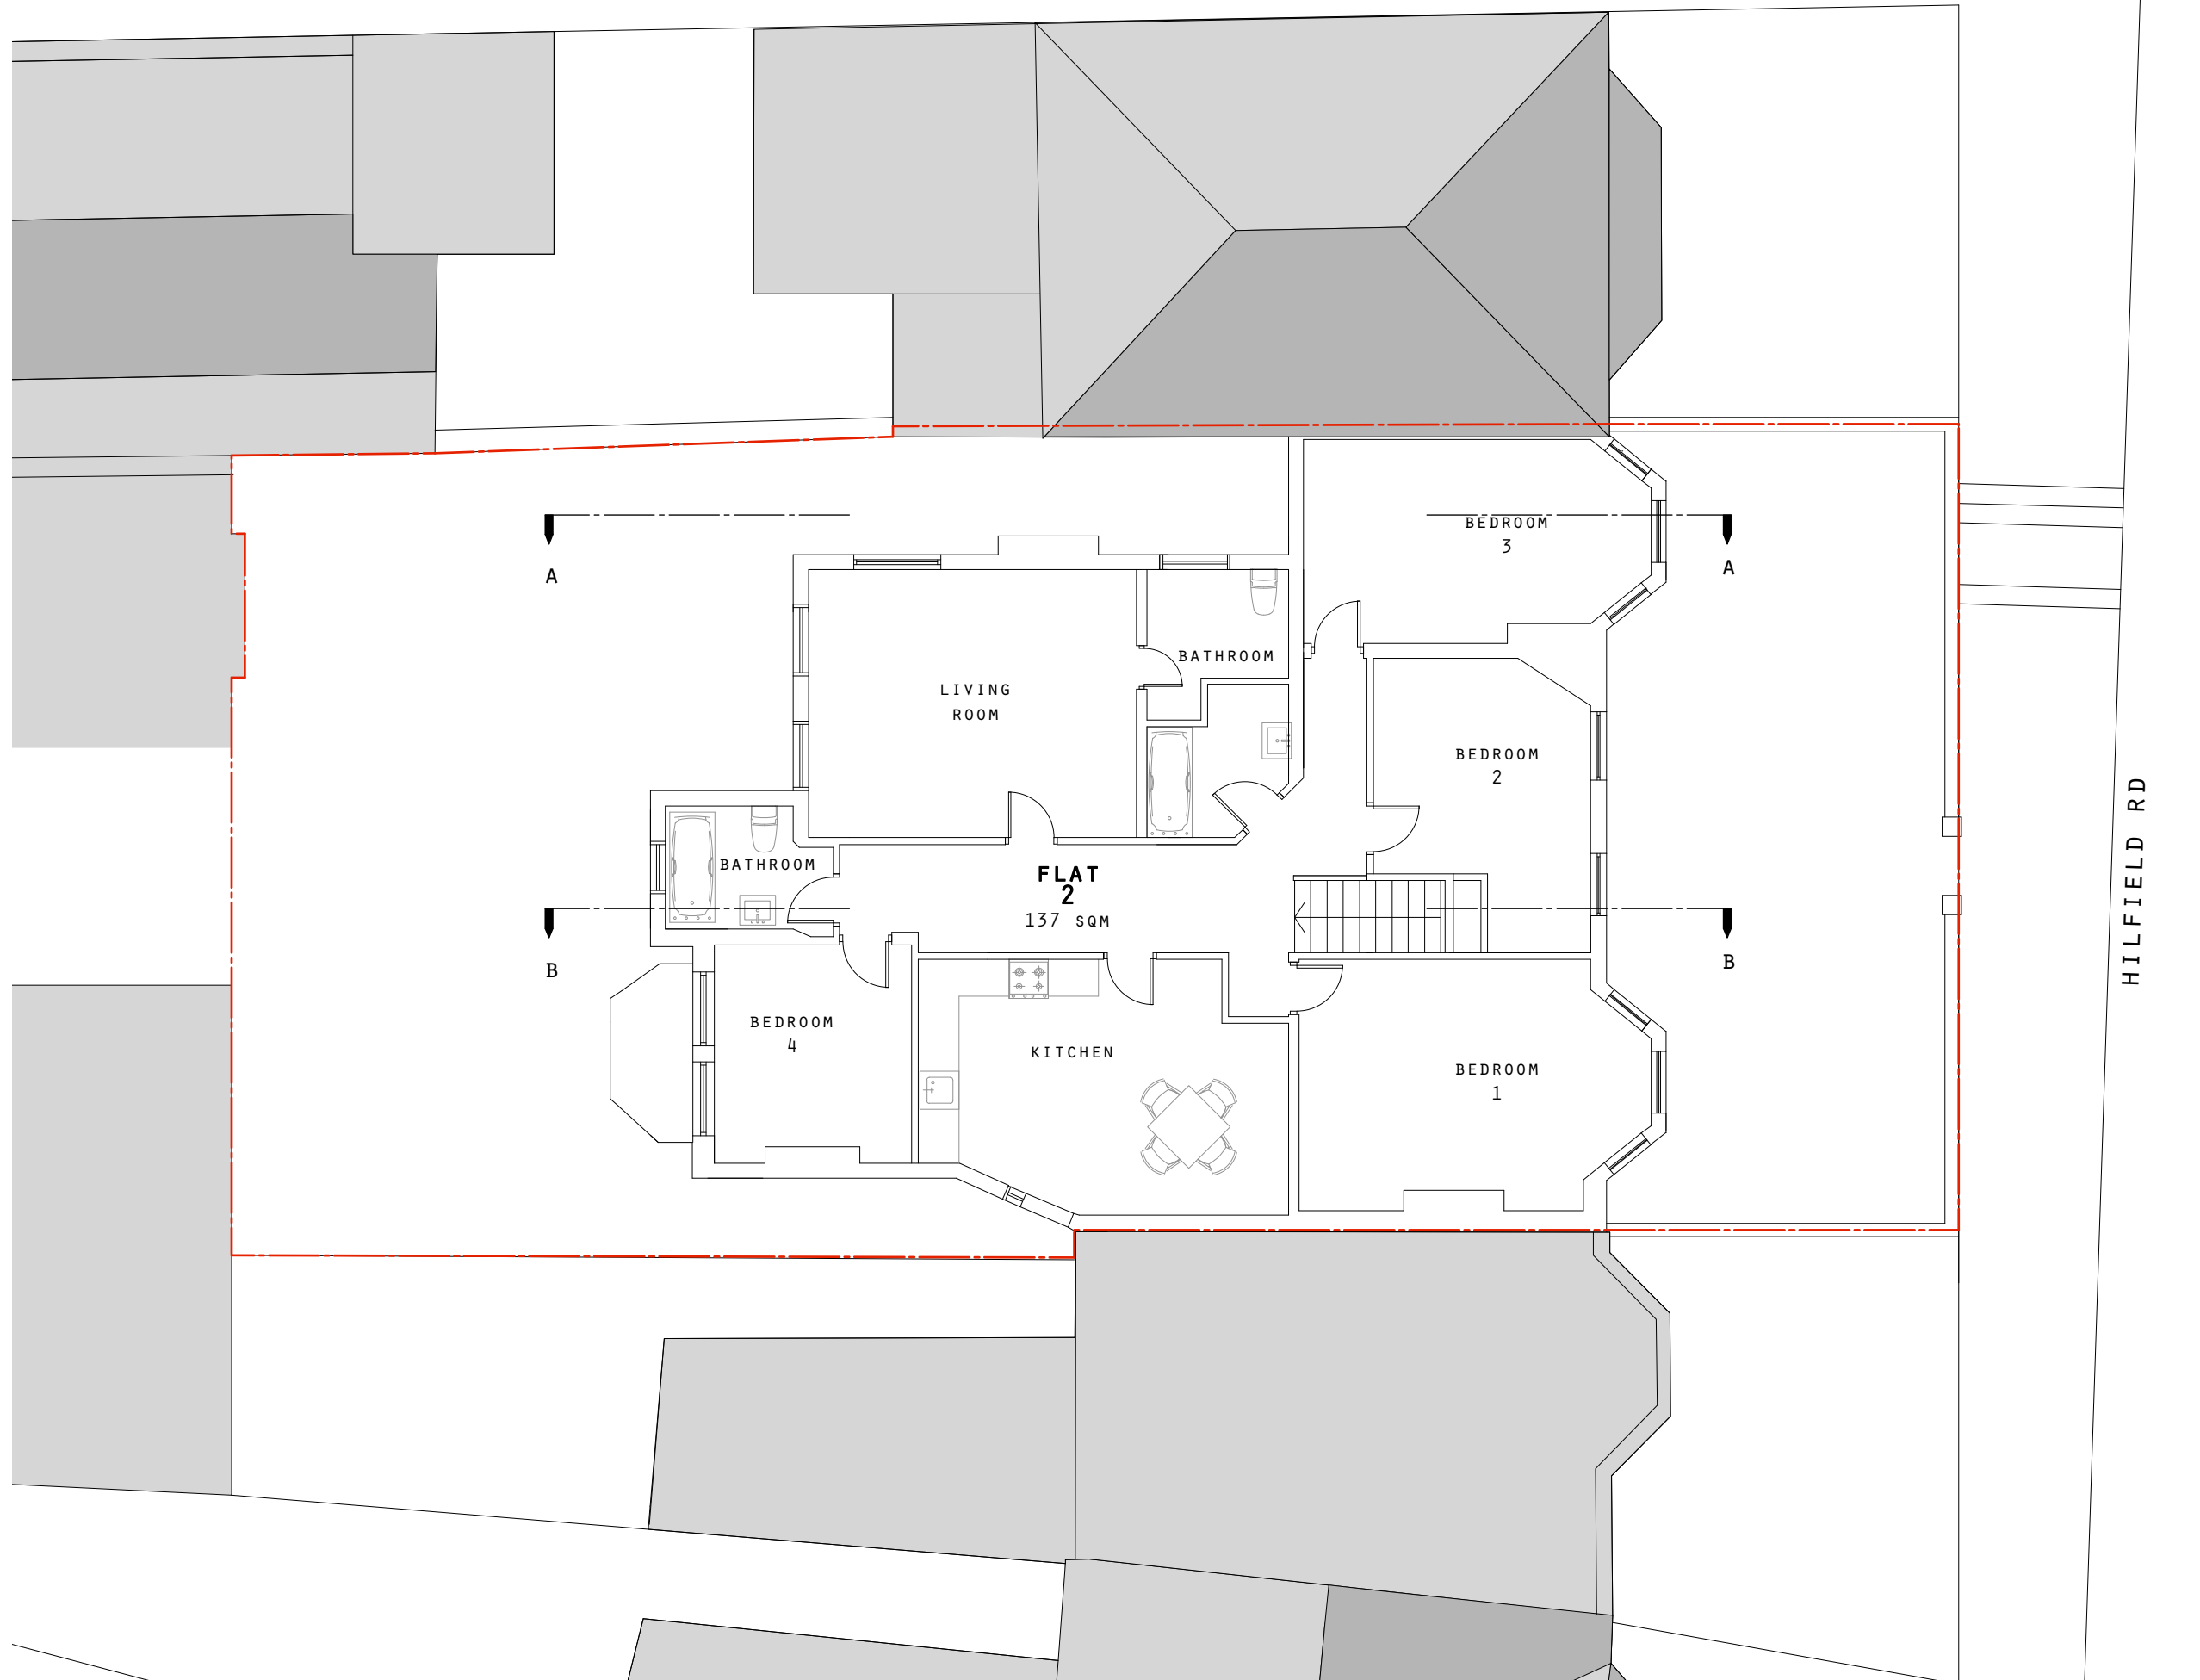 BEDROOM
3
A
A
BATHROOM
LIVING
ROOM
BEDROOM
2
BATHROOM
FLAT
2
137 SQM
B
B
HILFIELD RD
BEDROOM
4
KITCHEN
BEDROOM
1